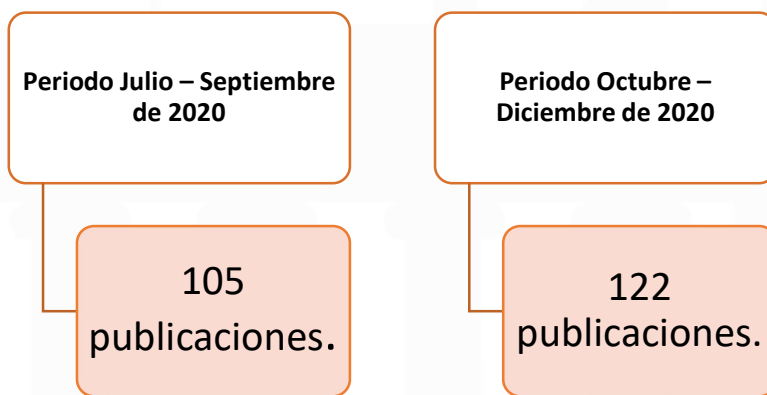 Periodo Julio – Septiembre
de 2020
105
publicaciones.
Periodo Octubre –
Diciembre de 2020
122
publicaciones.